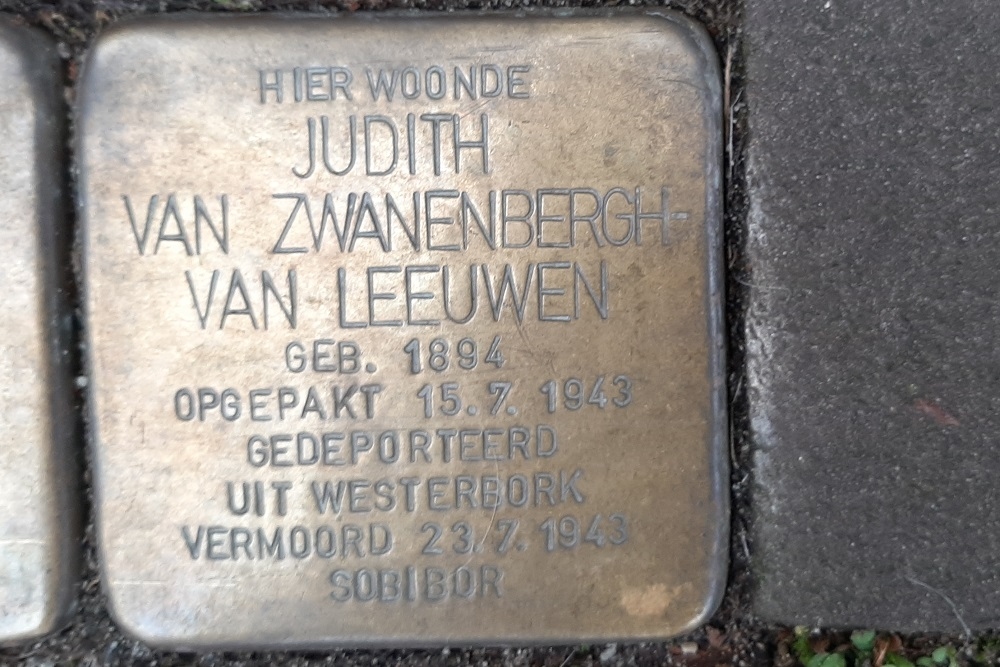 HIER WOONDE
JUDITH
VAN ZWANENBERGH-
VAN LEEUWEN
GEB. 1894
OPGEPAKT 15.7.1943
GEDEPORTEERD
UIT WESTERBORK
VERMOORD 23.7.1943
SOBIBOR